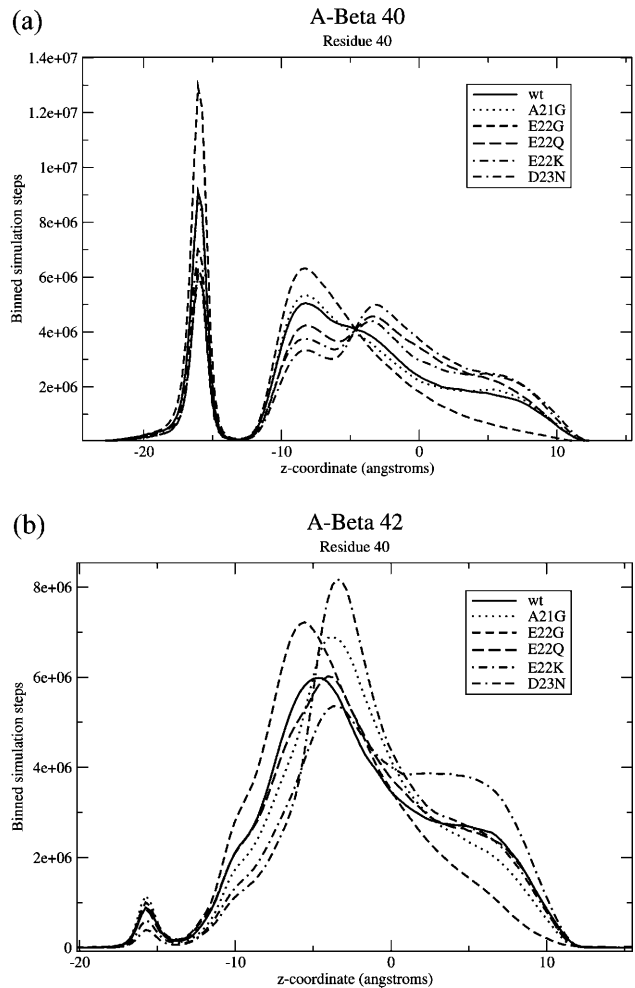 (a)
A-Beta 40
Residue 40
Binned simulation steps
1.4e+07
1.2e+07
1e+07
8e+06
6e+06
4e+06
2e+06
wt
A21G
E22G
E22Q
E22K
D23N
-20
-10
0
10
z-coordinate (angstroms)
(b)
A-Beta 42
Residue 40
Binned simulation steps
8e+06
6e+06
4e+06
2e+06
0
wt
A21G
E22G
E22Q
E22K
D23N
-20
-10
0
10
z-coordinate (angstroms)